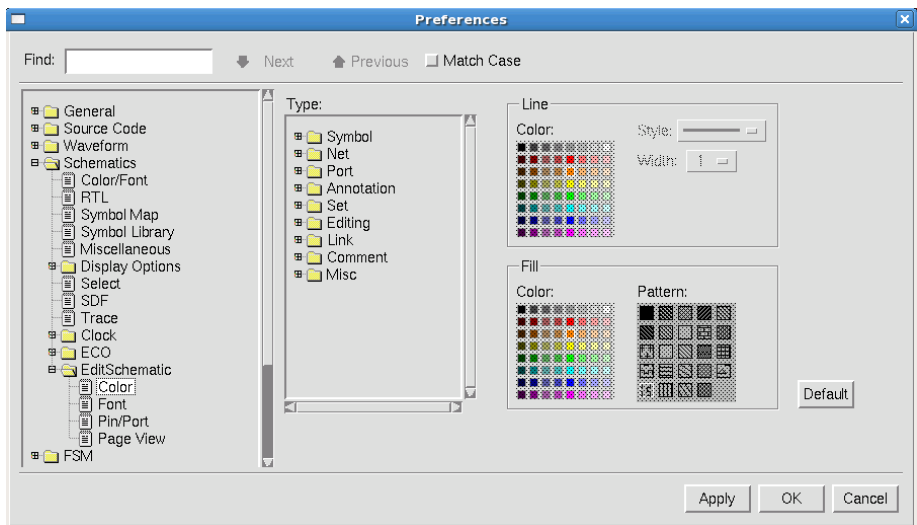 Preferences
Find:
Next
Previous
Match Case
General
Source Code
Waveform
Schematics
Color/Font
RTL
Symbol Map
Symbol Library
Miscellaneous
Display Options
Select
SDF
Trace
Clock
ECO
EditSchematic
Color
Font
Pin/Port
Page View
FSM
Type:
Symbol
Net
Port
Annotation
Set
Editing
Link
Comment
Misc
Line
Color:
Style:
Width: 1
Fill
Color:
Pattern:
Default
Apply
OK
Cancel